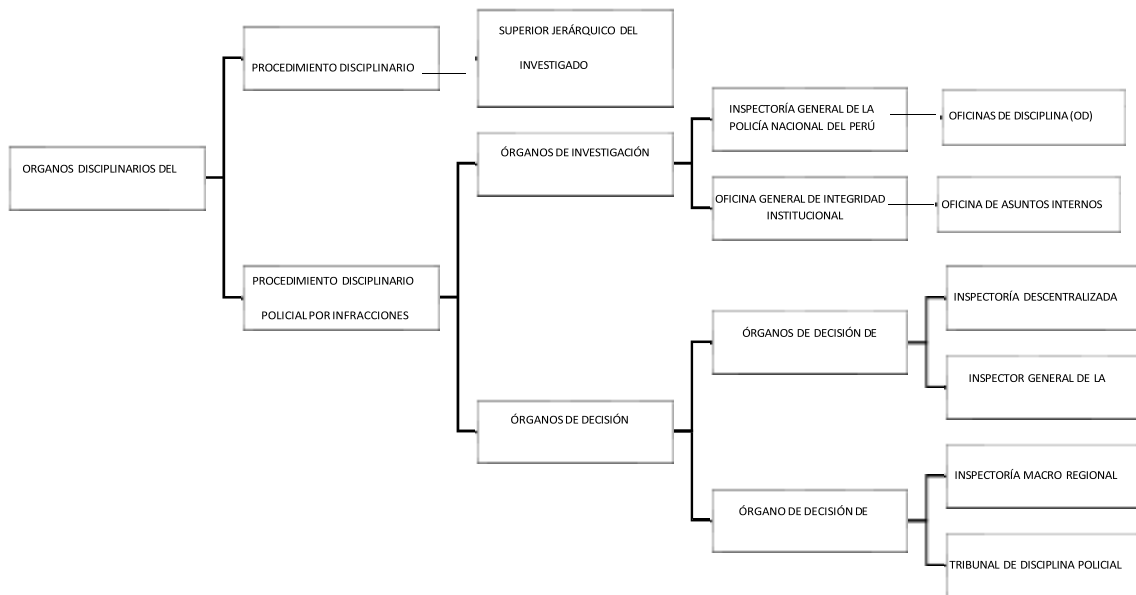 ORGANOS DISCIPLINARIOS DEL
PROCEDIMIENTO DISCIPLINARIO
SUPERIOR JERÁRQUICO DEL
INVESTIGADO
PROCEDIMIENTO DISCIPLINARIO
POLICIAL POR INFRACCIONES
ÓRGANOS DE INVESTIGACIÓN
INSPECTORÍA GENERAL DE LA
POLICÍA NACIONAL DEL PERÚ
OFICINAS DE DISCIPLINA (OD)
OFICINA GENERAL DE INTEGRIDAD
INSTITUCIONAL
OFICINA DE ASUNTOS INTERNOS
ÓRGANOS DE DECISIÓN
ÓRGANOS DE DECISIÓN DE
INSPECTORÍA DESCENTRALIZADA
INSPECTOR GENERAL DE LA
ÓRGANO DE DECISIÓN DE
INSPECTORÍA MACRO REGIONAL
TRIBUNAL DE DISCIPLINA POLICIAL